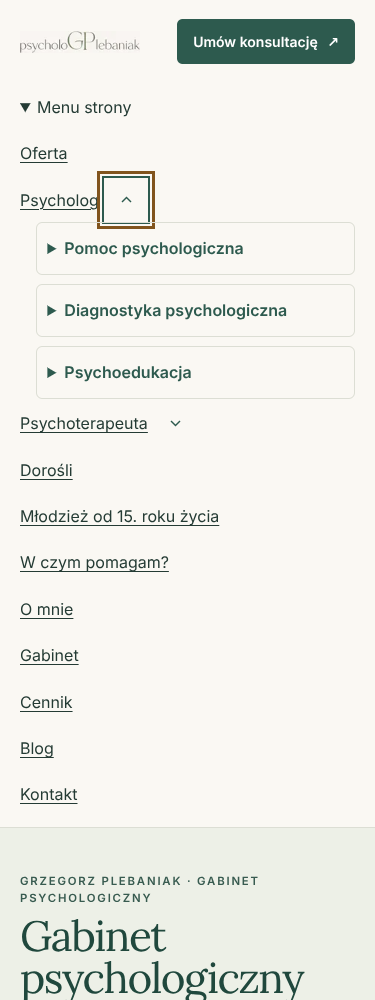 psycholoGPlebaniak
Umów konsultację ↗
Menu strony
Oferta
Psycholog
Pomoc psychologiczna
Diagnostyka psychologiczna
Psychoedukacja
Psychoterapeuta
Dorośli
Młodzież od 15. roku życia
W czym pomagam?
O mnie
Gabinet
Cennik
Blog
Kontakt
GRZEGORZ PLEBANIAK · GABINET
PSYCHOLOGICZNY
Gabinet
psychologiczny